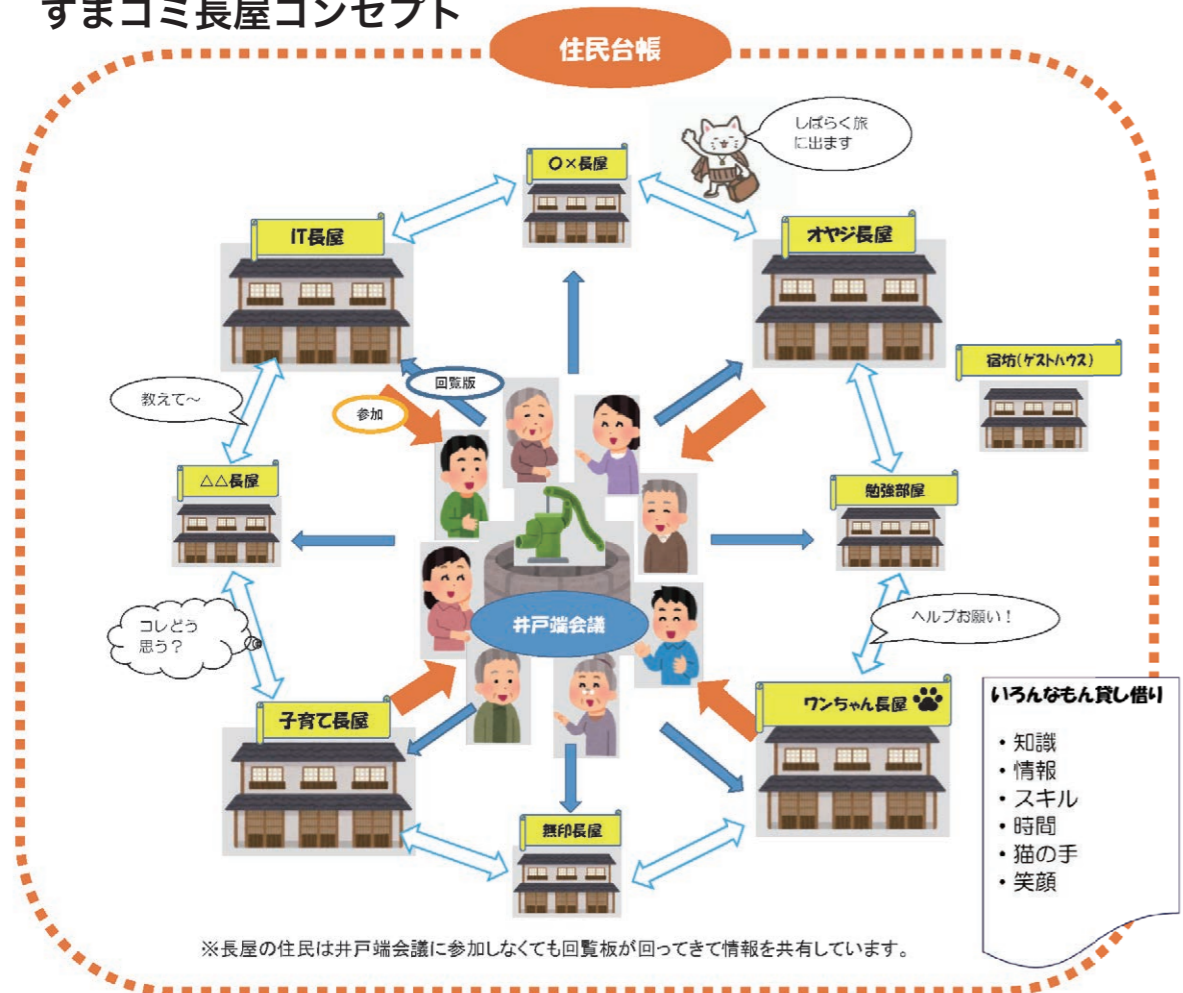 すまコミ長屋コンセプト
住民台帳
しばらく旅
に出ます
〇×長屋
IT長屋
オヤジ長屋
宿坊(ゲストハウス)
回覧版
参加
教えて～
△△長屋
勉強部屋
コレどう
思う？
井戸端会議
ヘルプお願い！
子育て長屋
ワンちゃん長屋
いろんなもん貸し借り
・知識
・情報
・スキル
・時間
・猫の手
・笑顔
無印長屋
※長屋の住民は井戸端会議に参加しなくても回覧板が回ってきて情報を共有しています。